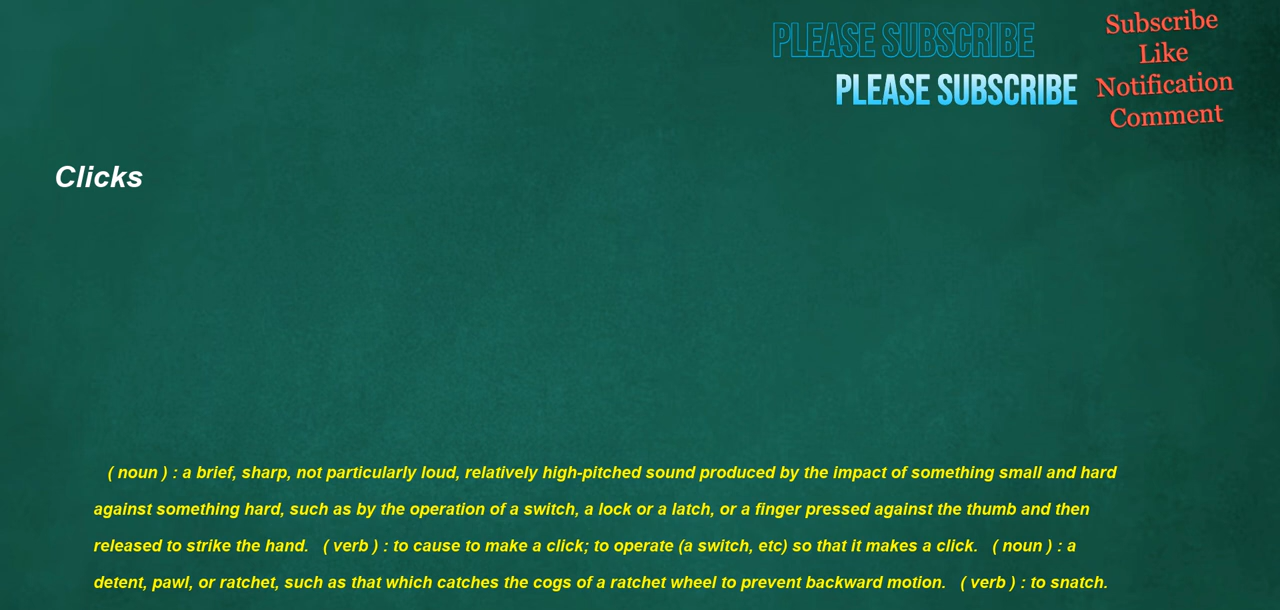 PLEASE SUBSCRIBE
PLEASE SUBSCRIBE
Subscribe
Like
Notification
Comment
Clicks
( noun ) : a brief, sharp, not particularly loud, relatively high-pitched sound produced by the impact of something small and hard
against something hard, such as by the operation of a switch, a lock or a latch, or a finger pressed against the thumb and then
released to strike the hand. ( verb ) : to cause to make a click; to operate (a switch, etc) so that it makes a click. ( noun ) : a
detent, pawl, or ratchet, such as that which catches the cogs of a ratchet wheel to prevent backward motion. ( verb ) : to snatch.